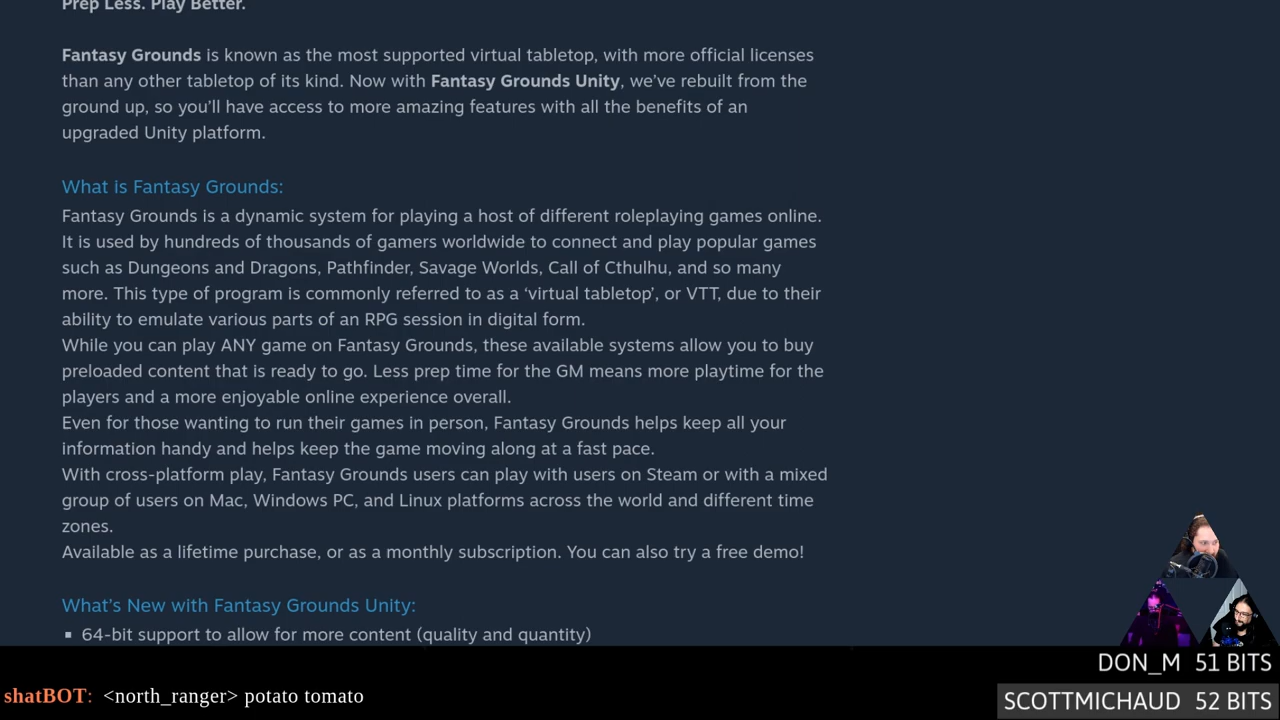 Prep Less. Play Better.
Fantasy Grounds is known as the most supported virtual tabletop, with more official licenses
than any other tabletop of its kind. Now with Fantasy Grounds Unity, we’ve rebuilt from the
ground up, so you’ll have access to more amazing features with all the benefits of an
upgraded Unity platform.
What is Fantasy Grounds:
Fantasy Grounds is a dynamic system for playing a host of different roleplaying games online.
It is used by hundreds of thousands of gamers worldwide to connect and play popular games
such as Dungeons and Dragons, Pathfinder, Savage Worlds, Call of Cthulhu, and so many
more. This type of program is commonly referred to as a ‘virtual tabletop’, or VTT, due to their
ability to emulate various parts of an RPG session in digital form.
While you can play ANY game on Fantasy Grounds, these available systems allow you to buy
preloaded content that is ready to go. Less prep time for the GM means more playtime for the
players and a more enjoyable online experience overall.
Even for those wanting to run their games in person, Fantasy Grounds helps keep all your
information handy and helps keep the game moving along at a fast pace.
With cross-platform play, Fantasy Grounds users can play with users on Steam or with a mixed
group of users on Mac, Windows PC, and Linux platforms across the world and different time
zones.
Available as a lifetime purchase, or as a monthly subscription. You can also try a free demo!
What’s New with Fantasy Grounds Unity:
▪ 64-bit support to allow for more content (quality and quantity)
DON_M 51 BITS
shatBOT: <north_ranger> potato tomato
SCOTTMICHAUD 52 BITS